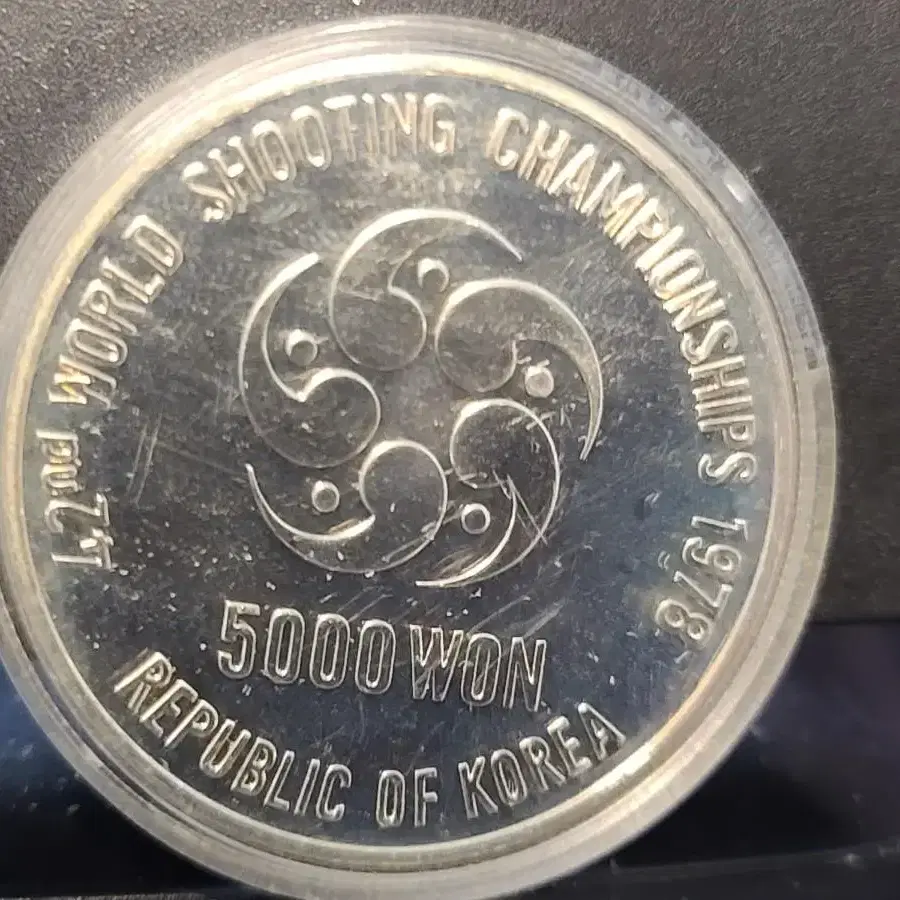 42nd WORLD SHOOTING CHAMPIONSHIPS 1978
5000 WON
REPUBLIC OF KOREA